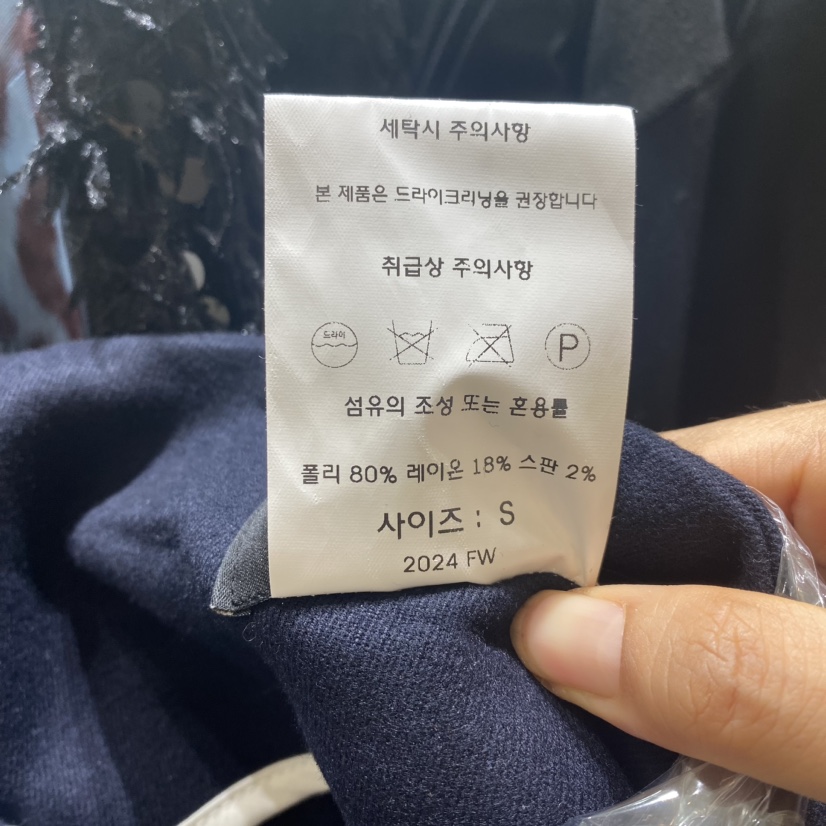 세탁시 주의사항
본 제품은 드라이크리닝을 권장합니다
취급상 주의사항
드라이
P
섬유의 조성 또는 혼용률
폴리 80% 레이온 18% 스판 2%
사이즈 : S
2024 FW